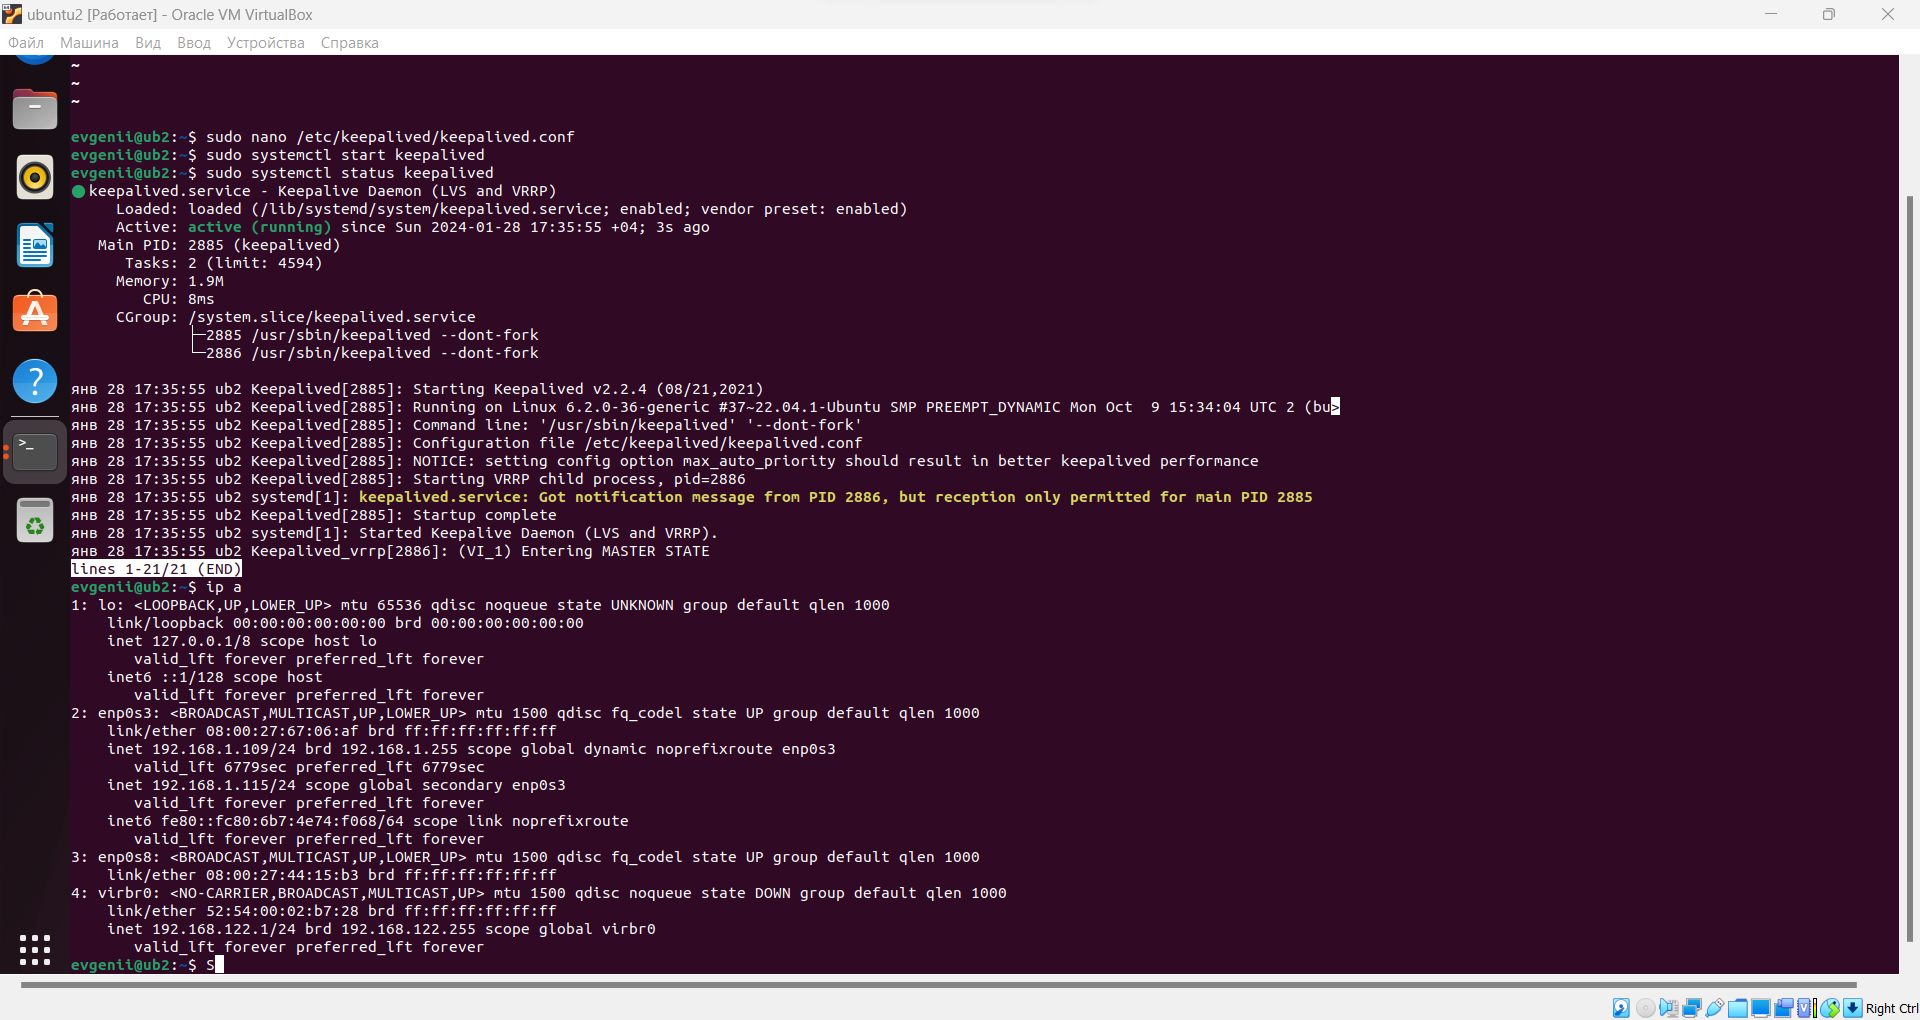 ubuntu2 [Работает] - Oracle VM VirtualBox
Файл Машина Вид Ввод Устройства Справка
~
~
~
evgenii@ub2:~$ sudo nano /etc/keepalived/keepalived.conf
evgenii@ub2:~$ sudo systemctl start keepalived
evgenii@ub2:~$ sudo systemctl status keepalived
keepalived.service - Keepalive Daemon (LVS and VRRP)
Loaded: loaded (/lib/systemd/system/keepalived.service; enabled; vendor preset: enabled)
Active: active (running) since Sun 2024-01-28 17:35:55 +04; 3s ago
Main PID: 2885 (keepalived)
Tasks: 2 (limit: 4594)
Memory: 1.9M
CPU: 8ms
CGroup: /system.slice/keepalived.service
├─2885 /usr/sbin/keepalived --dont-fork
└─2886 /usr/sbin/keepalived --dont-fork
янв 28 17:35:55 ub2 Keepalived[2885]: Starting Keepalived v2.2.4 (08/21,2021)
янв 28 17:35:55 ub2 Keepalived[2885]: Running on Linux 6.2.0-36-generic #37~22.04.1-Ubuntu SMP PREEMPT_DYNAMIC Mon Oct  9 15:34:04 UTC 2 (bu>
янв 28 17:35:55 ub2 Keepalived[2885]: Command line: '/usr/sbin/keepalived' '--dont-fork'
янв 28 17:35:55 ub2 Keepalived[2885]: Configuration file /etc/keepalived/keepalived.conf
янв 28 17:35:55 ub2 Keepalived[2885]: NOTICE: setting config option max_auto_priority should result in better keepalived performance
янв 28 17:35:55 ub2 Keepalived[2885]: Starting VRRP child process, pid=2886
янв 28 17:35:55 ub2 systemd[1]: keepalived.service: Got notification message from PID 2886, but reception only permitted for main PID 2885
янв 28 17:35:55 ub2 Keepalived[2885]: Startup complete
янв 28 17:35:55 ub2 systemd[1]: Started Keepalive Daemon (LVS and VRRP).
янв 28 17:35:55 ub2 Keepalived_vrrp[2886]: (VI_1) Entering MASTER STATE
lines 1-21/21 (END)
evgenii@ub2:~$ ip a
1: lo: <LOOPBACK,UP,LOWER_UP> mtu 65536 qdisc noqueue state UNKNOWN group default qlen 1000
link/loopback 00:00:00:00:00:00 brd 00:00:00:00:00:00
inet 127.0.0.1/8 scope host lo
valid_lft forever preferred_lft forever
inet6 ::1/128 scope host
valid_lft forever preferred_lft forever
2: enp0s3: <BROADCAST,MULTICAST,UP,LOWER_UP> mtu 1500 qdisc fq_codel state UP group default qlen 1000
link/ether 08:00:27:67:06:af brd ff:ff:ff:ff:ff:ff
inet 192.168.1.109/24 brd 192.168.1.255 scope global dynamic noprefixroute enp0s3
valid_lft 6779sec preferred_lft 6779sec
inet 192.168.1.115/24 scope global secondary enp0s3
valid_lft forever preferred_lft forever
inet6 fe80::fc80:6b7:4e74:f068/64 scope link noprefixroute
valid_lft forever preferred_lft forever
3: enp0s8: <BROADCAST,MULTICAST,UP,LOWER_UP> mtu 1500 qdisc fq_codel state UP group default qlen 1000
link/ether 08:00:27:44:15:b3 brd ff:ff:ff:ff:ff:ff
4: virbr0: <NO-CARRIER,BROADCAST,MULTICAST,UP> mtu 1500 qdisc noqueue state DOWN group default qlen 1000
link/ether 52:54:00:02:b7:28 brd ff:ff:ff:ff:ff:ff
inet 192.168.122.1/24 brd 192.168.122.255 scope global virbr0
valid_lft forever preferred_lft forever
evgenii@ub2:~$ S
Right Ctrl